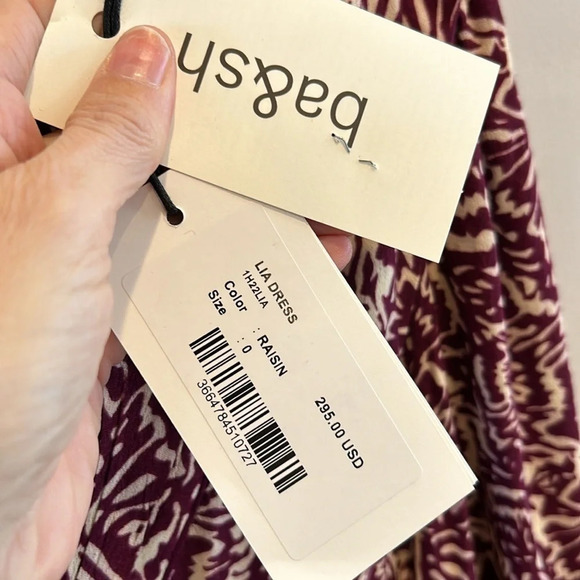 ba&sh
LIA DRESS
1H22LIA
Color : RAISIN
Size : 0
3664784510727
295.00 USD